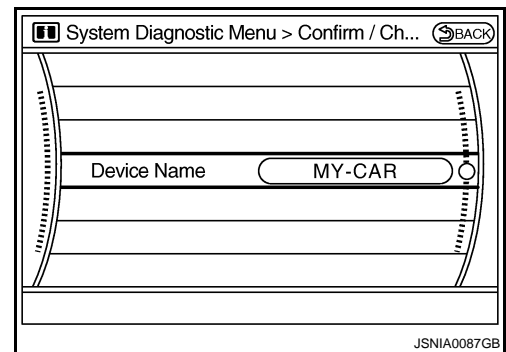 System Diagnostic Menu > Confirm / Ch... BACK
Device Name MY-CAR
JSNIA0087GB